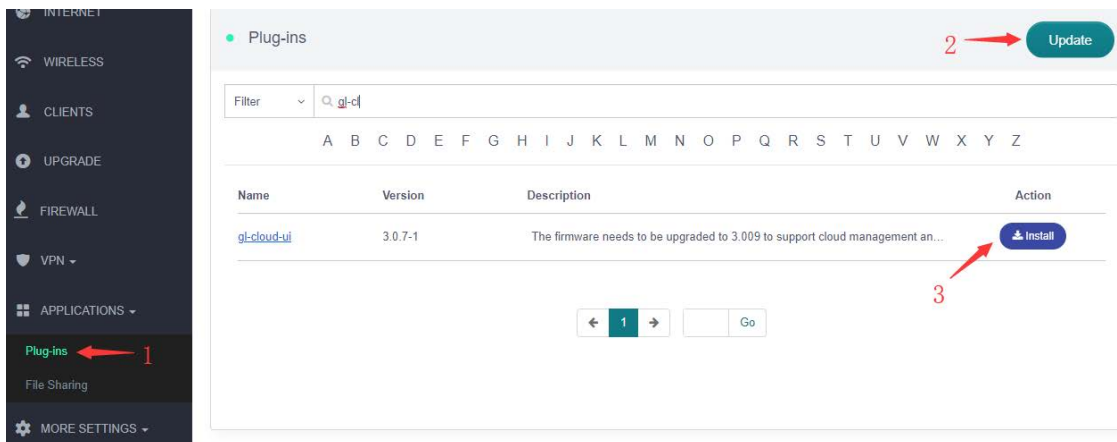 INTERNET
WIRELESS
CLIENTS
UPGRADE
FIREWALL
VPN
APPLICATIONS
Plug-ins
1
File Sharing
MORE SETTINGS
Plug-ins
2
Update
Filter
gl-cl
A B C D E F G H I J K L M N O P Q R S T U V W X Y Z
Name Version Description Action
gl-cloud-ui 3.0.7-1 The firmware needs to be upgraded to 3.009 to support cloud management an... Install
3
1 Go